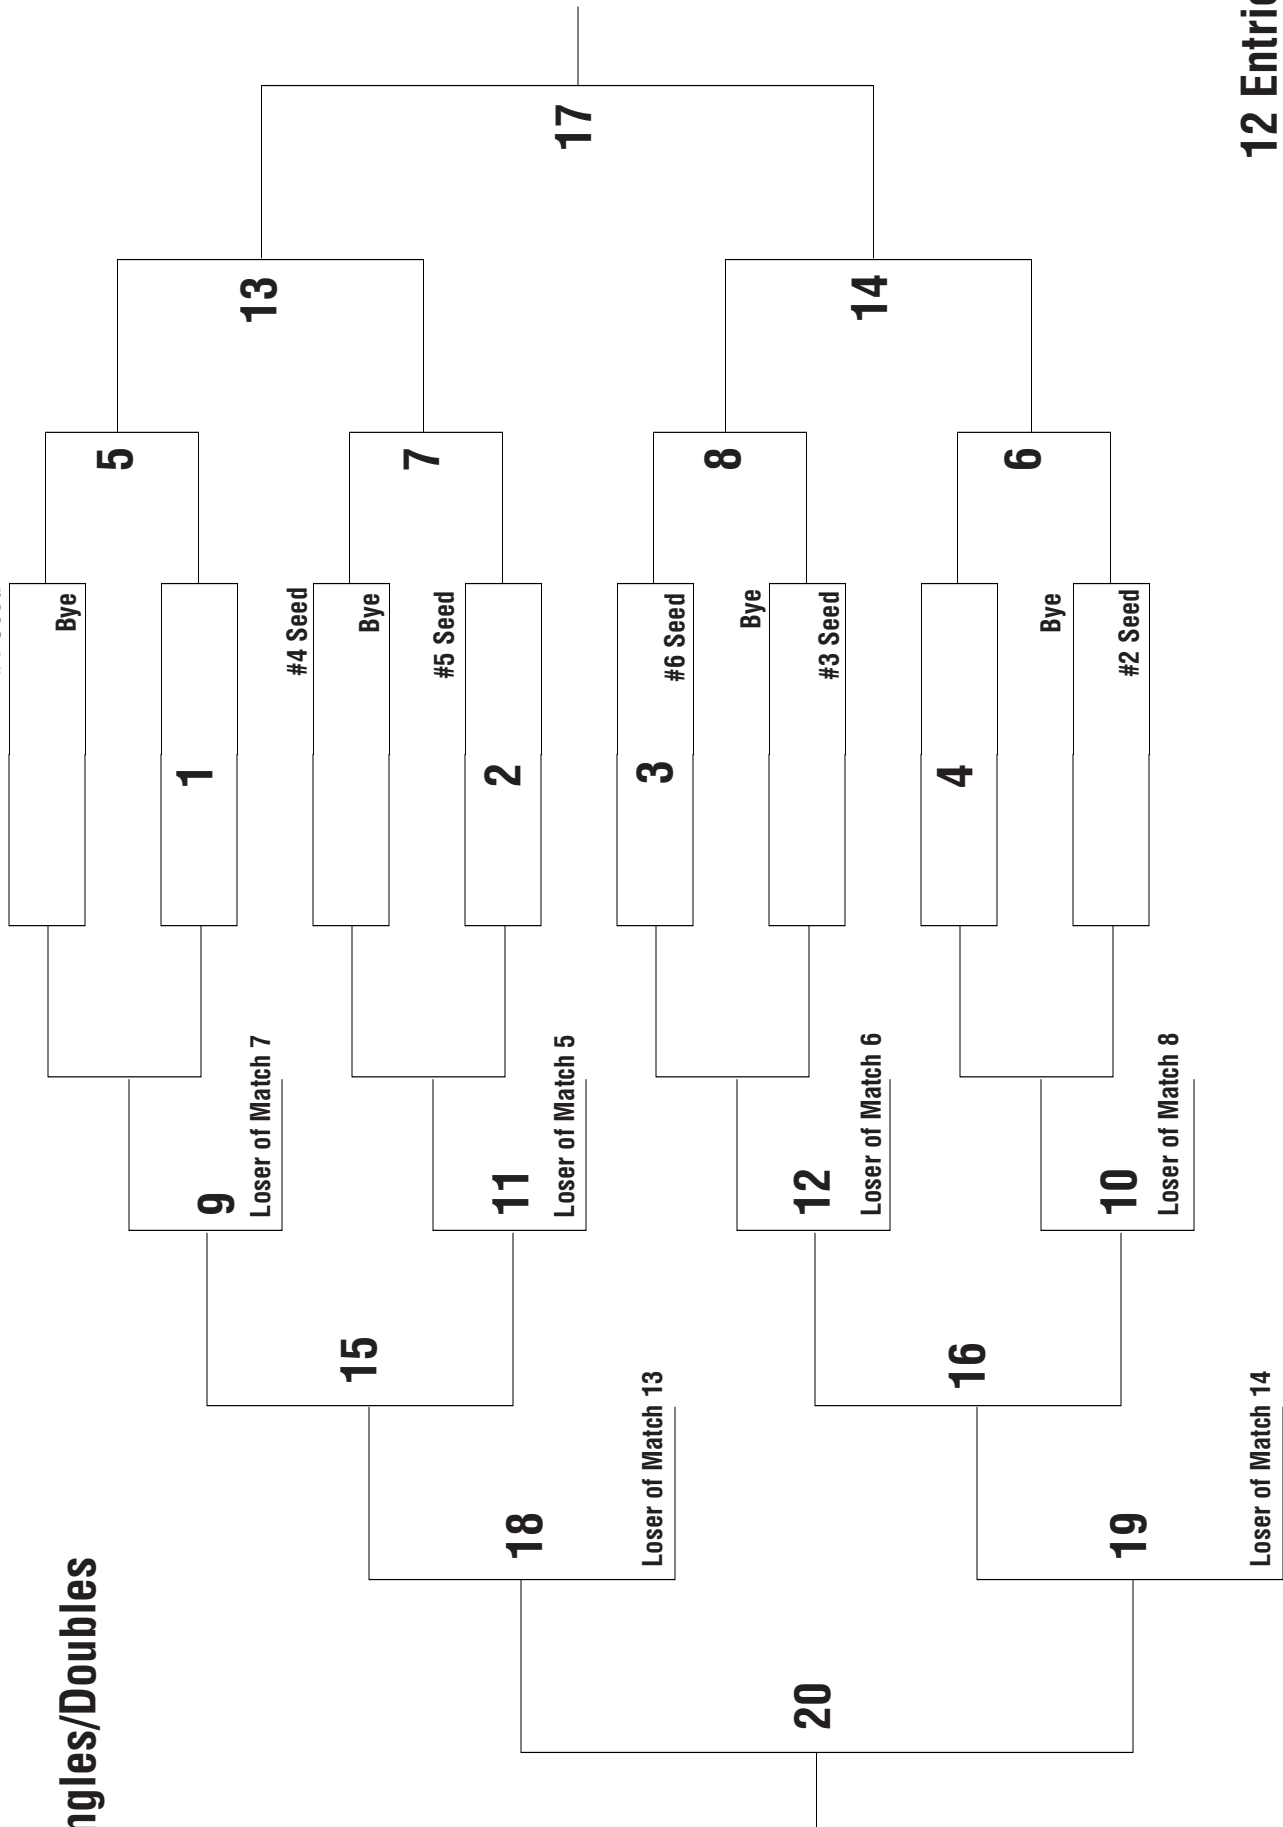 ngles/Doubles
12 Entrie
Bye
1
#4 Seed
Bye
#5 Seed
2
#6 Seed
3
Bye
#3 Seed
4
Bye
#2 Seed
5
7
8
6
13
14
17
9
Loser of Match 7
11
Loser of Match 5
12
Loser of Match 6
10
Loser of Match 8
15
16
18
Loser of Match 13
19
Loser of Match 14
20